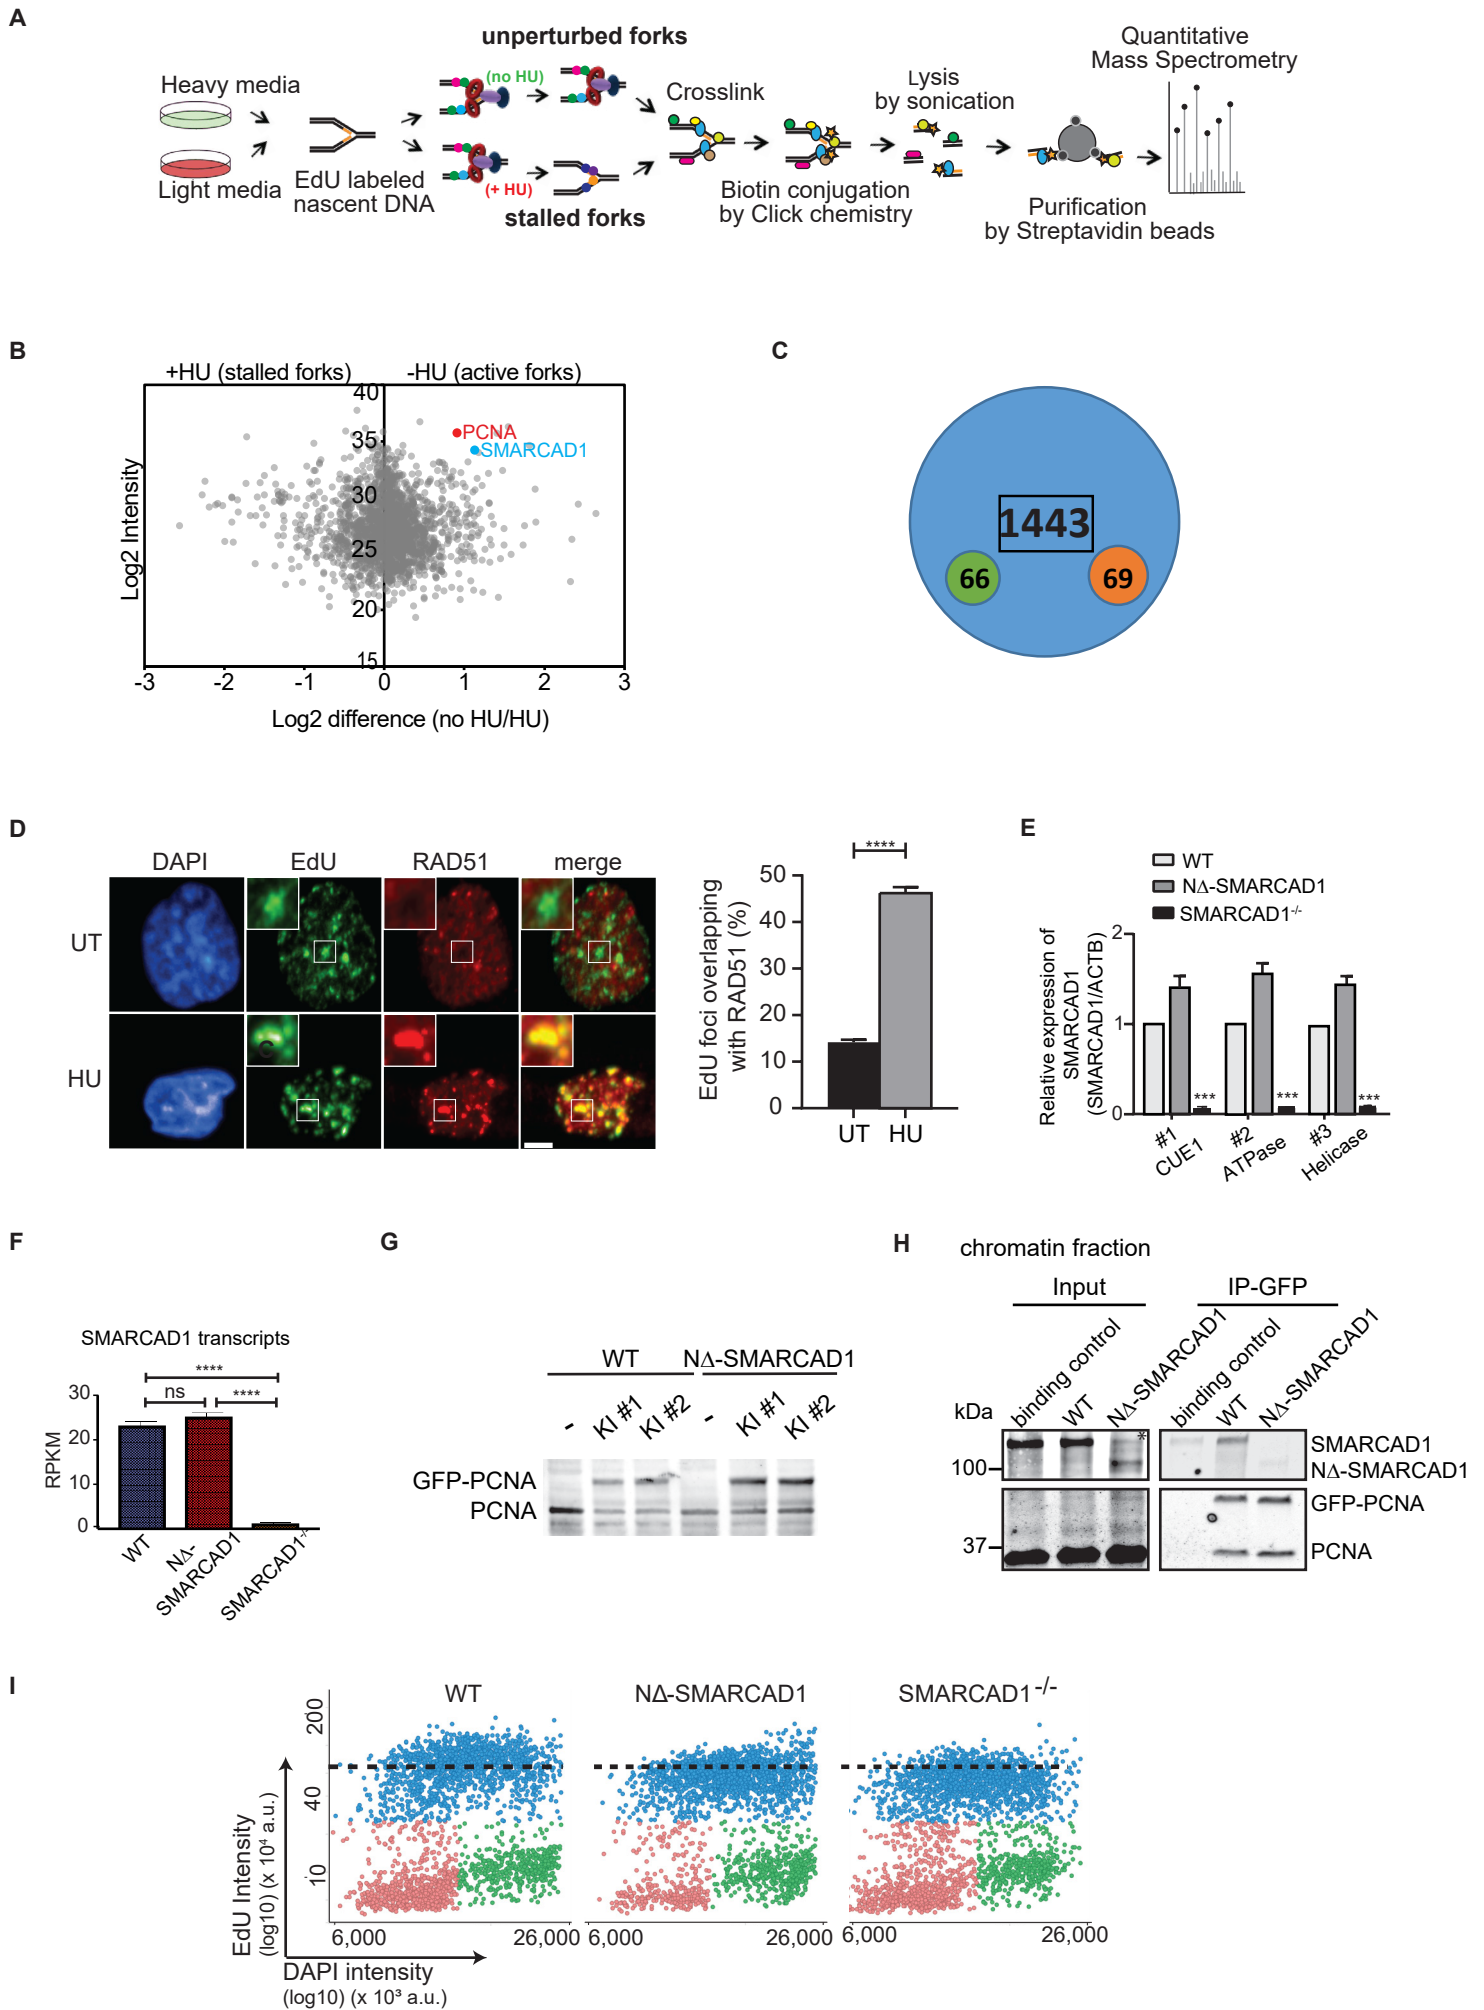 A
unperturbed forks
Quantitative
Mass Spectrometry
Heavy media
(no HU)
Crosslink
Lysis
by sonication
Light media
EdU labeled
nascent DNA
(+ HU)
stalled forks
Biotin conjugation
by Click chemistry
Purification
by Streptavidin beads
B
+HU (stalled forks)
-HU (active forks)
Log2 Intensity
40
35
30
25
20
15
PCNA
SMARCAD1
-3 -2 -1 0 1 2 3
Log2 difference (no HU/HU)
C
1443
66
69
D
DAPI EdU RAD51 merge
UT
HU
EdU foci overlapping
with RAD51 (%)
****
50
40
30
20
10
0
UT HU
E
WT
NΔ-SMARCAD1
SMARCAD1-/-
Relative expression of
SMARCAD1
(SMARCAD1/ACTB)
2
1
0
*** *** ***
#1
CUE1
#2
ATPase
#3
Helicase
F
SMARCAD1 transcripts
****
ns ****
RPKM
30
20
10
0
WT
NΔ-
SMARCAD1
SMARCAD1-/-
G
WT NΔ-SMARCAD1
- KI #1 KI #2 - KI #1 KI #2
GFP-PCNA
PCNA
H
chromatin fraction
Input IP-GFP
binding control WT NΔ-SMARCAD1 binding control WT NΔ-SMARCAD1
kDa
*
100
37
SMARCAD1
NΔ-SMARCAD1
GFP-PCNA
PCNA
I
WT NΔ-SMARCAD1 SMARCAD1-/-
EdU Intensity
(log10) (x 10⁴ a.u.)
200
40
10
6,000 26,000 6,000 26,000 6,000 26,000
DAPI intensity
(log10) (x 10³ a.u.)